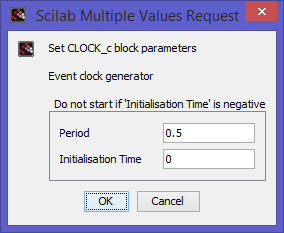 Scilab Multiple Values Request
Set CLOCK_c block parameters
Event clock generator
Do not start if 'Initialisation Time' is negative
Period 0.5
Initialisation Time 0
OK Cancel